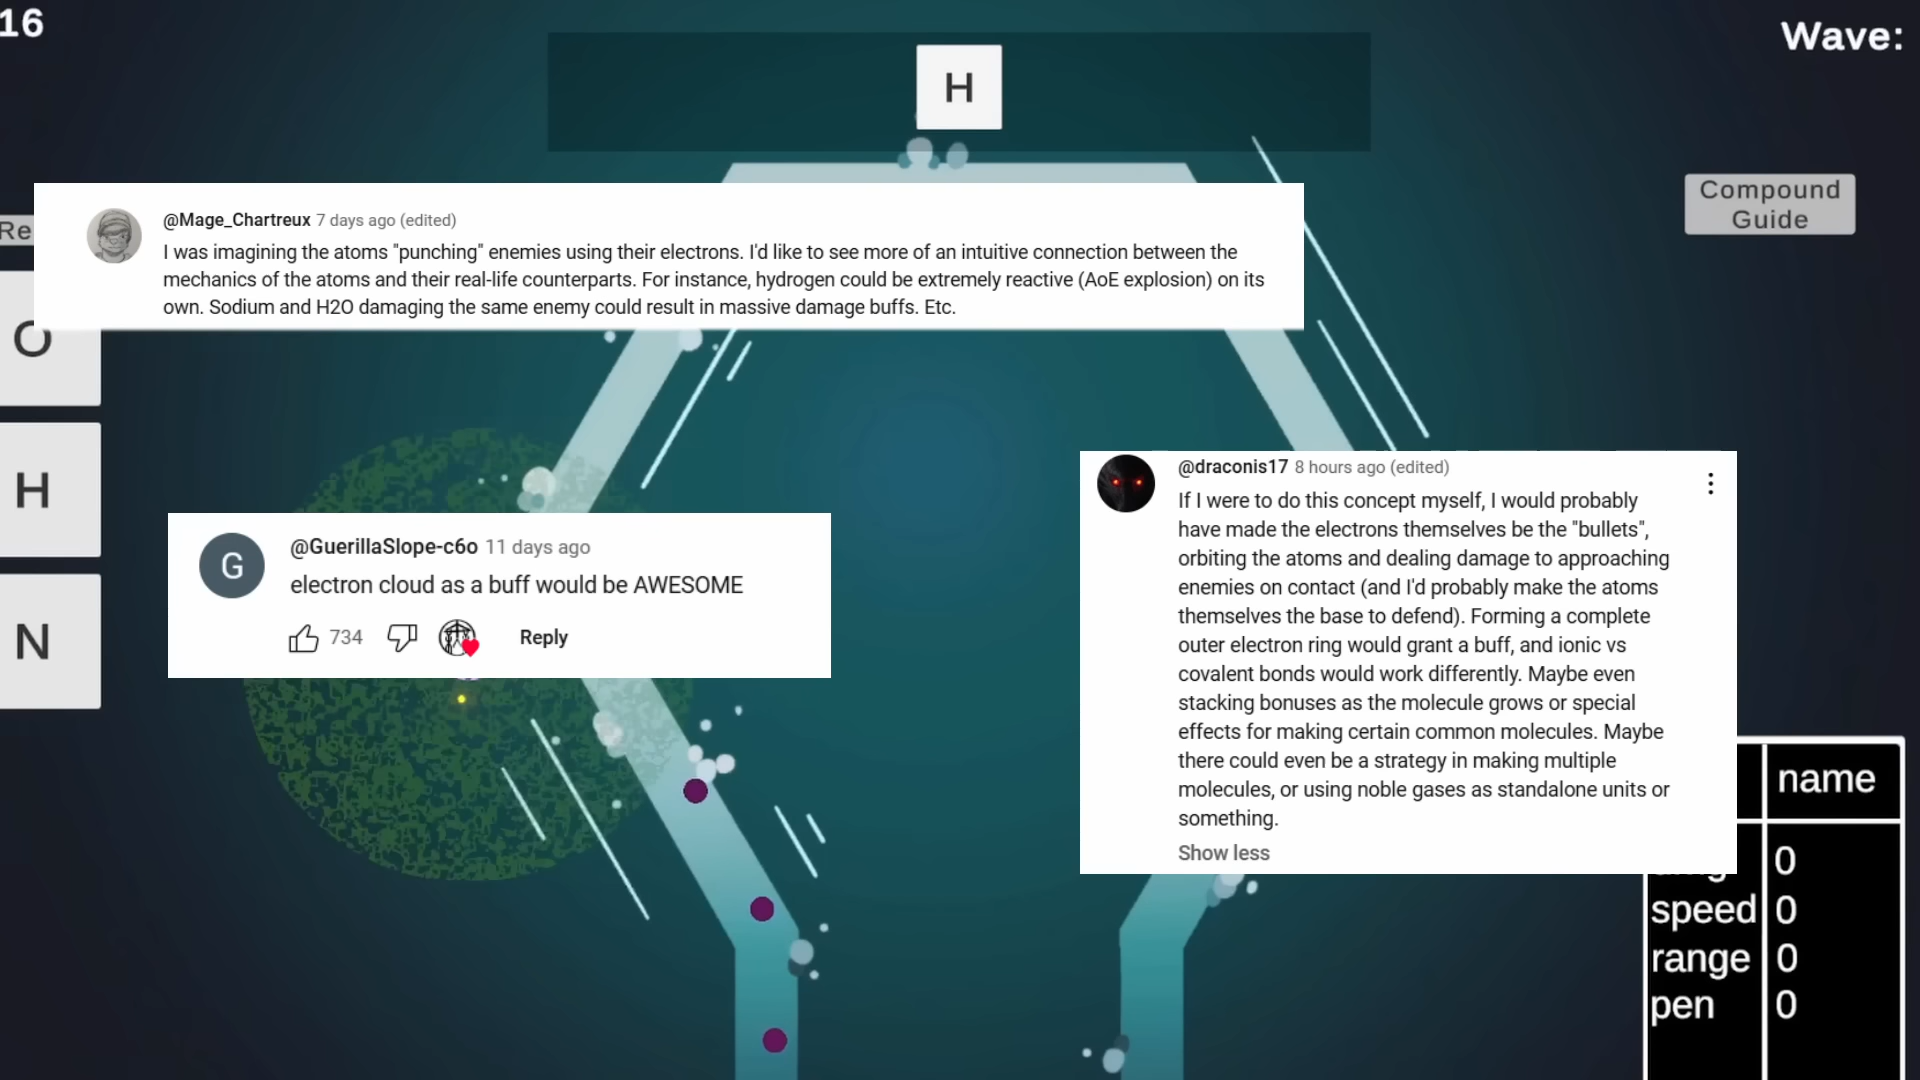 16
Wave:
H
Compound
Guide
Re
@Mage_Chartreux 7 days ago (edited)
I was imagining the atoms "punching" enemies using their electrons. I'd like to see more of an intuitive connection between the
mechanics of the atoms and their real-life counterparts. For instance, hydrogen could be extremely reactive (AoE explosion) on its
own. Sodium and H2O damaging the same enemy could result in massive damage buffs. Etc.
O
H
N
G
@GuerillaSlope-c6o 11 days ago
electron cloud as a buff would be AWESOME
734
Reply
@draconis17 8 hours ago (edited)
If I were to do this concept myself, I would probably
have made the electrons themselves be the "bullets",
orbiting the atoms and dealing damage to approaching
enemies on contact (and I'd probably make the atoms
themselves the base to defend). Forming a complete
outer electron ring would grant a buff, and ionic vs
covalent bonds would work differently. Maybe even
stacking bonuses as the molecule grows or special
effects for making certain common molecules. Maybe
there could even be a strategy in making multiple
molecules, or using noble gases as standalone units or
something.
Show less
name
0
speed 0
range 0
pen 0